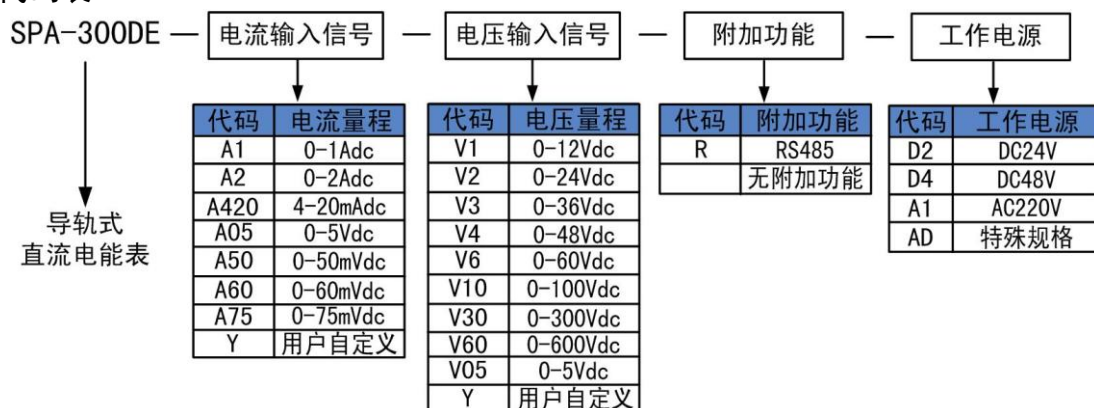 SPA-300DE — 电流输入信号 — 电压输入信号 — 附加功能 — 工作电源
导轨式
直流电能表
代码 电流量程
A1 0-1Adc
A2 0-2Adc
A420 4-20mAdc
A05 0-5Vdc
A50 0-50mVdc
A60 0-60mVdc
A75 0-75mVdc
Y 用户自定义
代码 电压量程
V1 0-12Vdc
V2 0-24Vdc
V3 0-36Vdc
V4 0-48Vdc
V6 0-60Vdc
V10 0-100Vdc
V30 0-300Vdc
V60 0-600Vdc
V05 0-5Vdc
Y 用户自定义
代码 附加功能
R RS485
无附加功能
代码 工作电源
D2 DC24V
D4 DC48V
A1 AC220V
AD 特殊规格